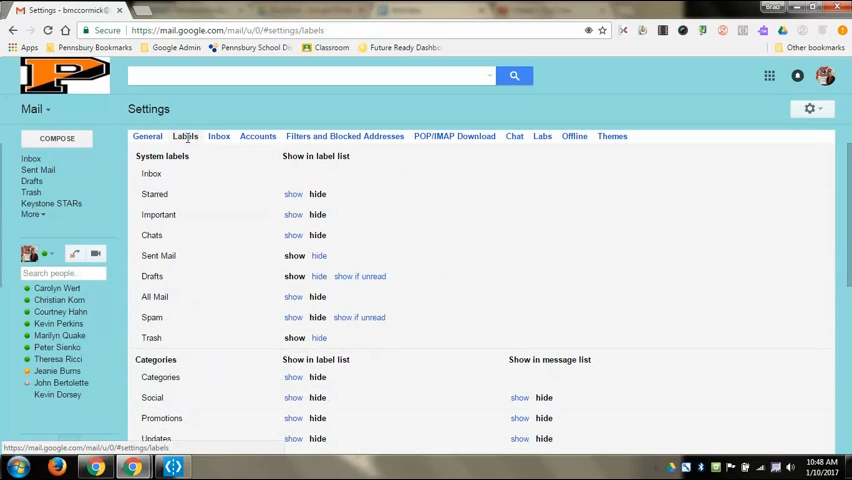 Settings - bmccormick@
Brad
Secure
https://mail.google.com/mail/u/0/#settings/labels
Apps
Pennsbury Bookmarks
Google Admin
Pennsbury School Dis
Classroom
Future Ready Dashbo
Other bookmarks
P
Mail
Settings
COMPOSE
General Labels Inbox Accounts Filters and Blocked Addresses POP/IMAP Download Chat Labs Offline Themes
Inbox
Sent Mail
Drafts
Trash
Keystone STARs
More
Search people...
Carolyn Wert
Christian Korn
Courtney Hahn
Kevin Perkins
Marilyn Quake
Peter Sienko
Theresa Ricci
Jeanie Burns
John Bertolette
Kevin Dorsey
System labels Show in label list
Inbox
Starred show hide
Important show hide
Chats show hide
Sent Mail show hide
Drafts show hide show if unread
All Mail show hide
Spam show hide show if unread
Trash show hide
Categories Show in label list Show in message list
Categories show hide
Social show hide show hide
Promotions show hide show hide
Updates show hide show hide
https://mail.google.com/mail/u/0/#settings/labels
10:48 AM
1/10/2017